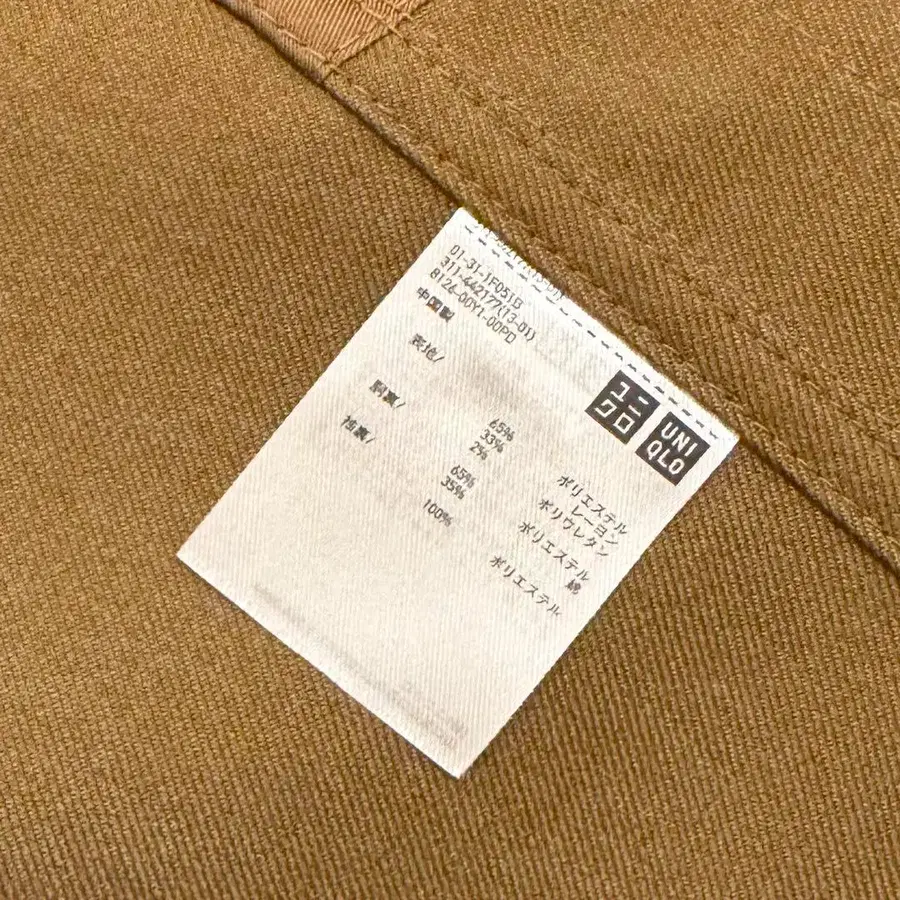 ユニ
クロ
UNI
QLO
01-31-1F051B
311-442177(13-01)
8124-00Y1-00PD
中国製
表地/ 65% ポリエステル
33% レーヨン
2% ポリウレタン
胴裏/ 65% ポリエステル
35% 綿
袖裏/ 100% ポリエステル